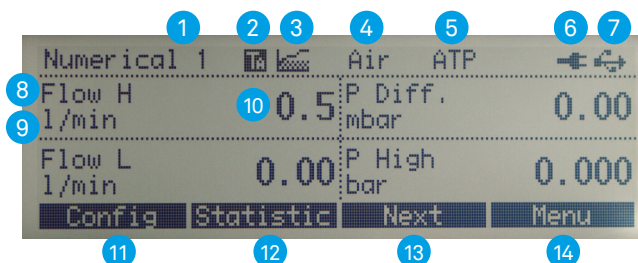 1 2 3 4 5 6 7
Numerical 1 TA Air ATP
8 Flow H 10 0.5 P Diff. 0.00
9 l/min mbar
Flow L 0.00 P High 0.000
l/min bar
Config Statistic Next Menu
11 12 13 14